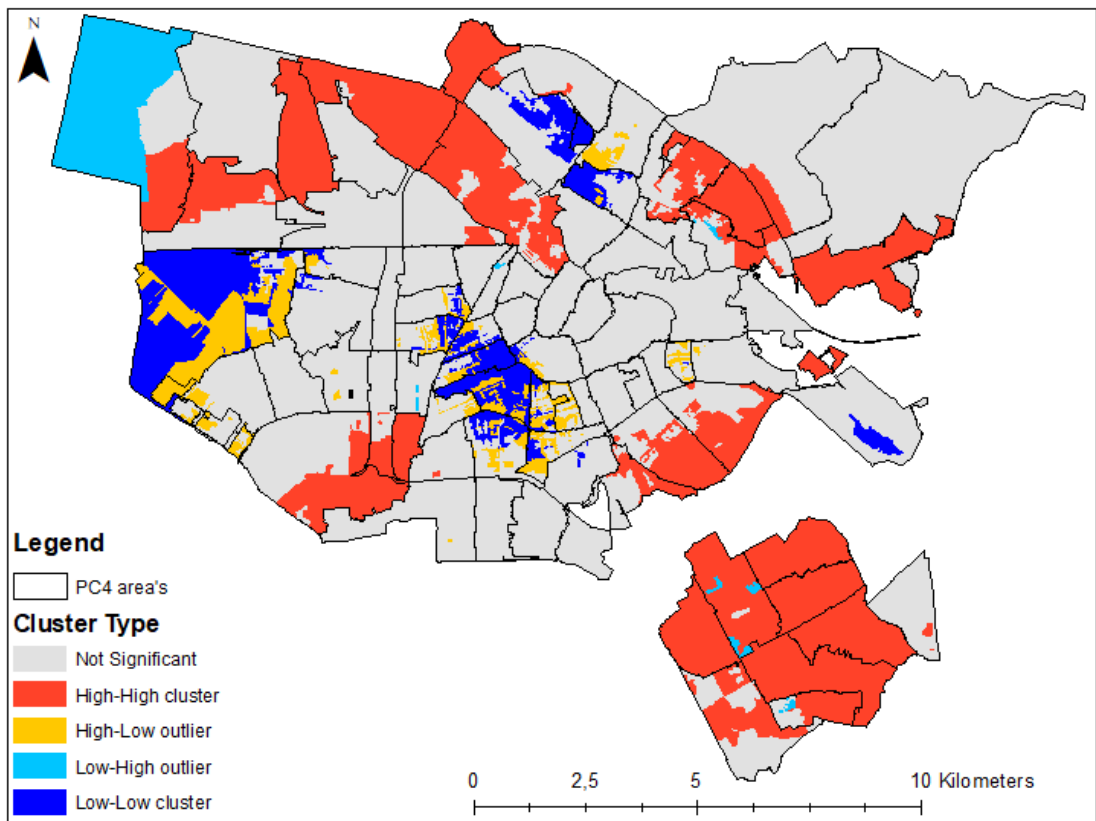 N
Legend
PC4 area's
Cluster Type
Not Significant
High-High cluster
High-Low outlier
Low-High outlier
Low-Low cluster
0 2,5 5 10 Kilometers